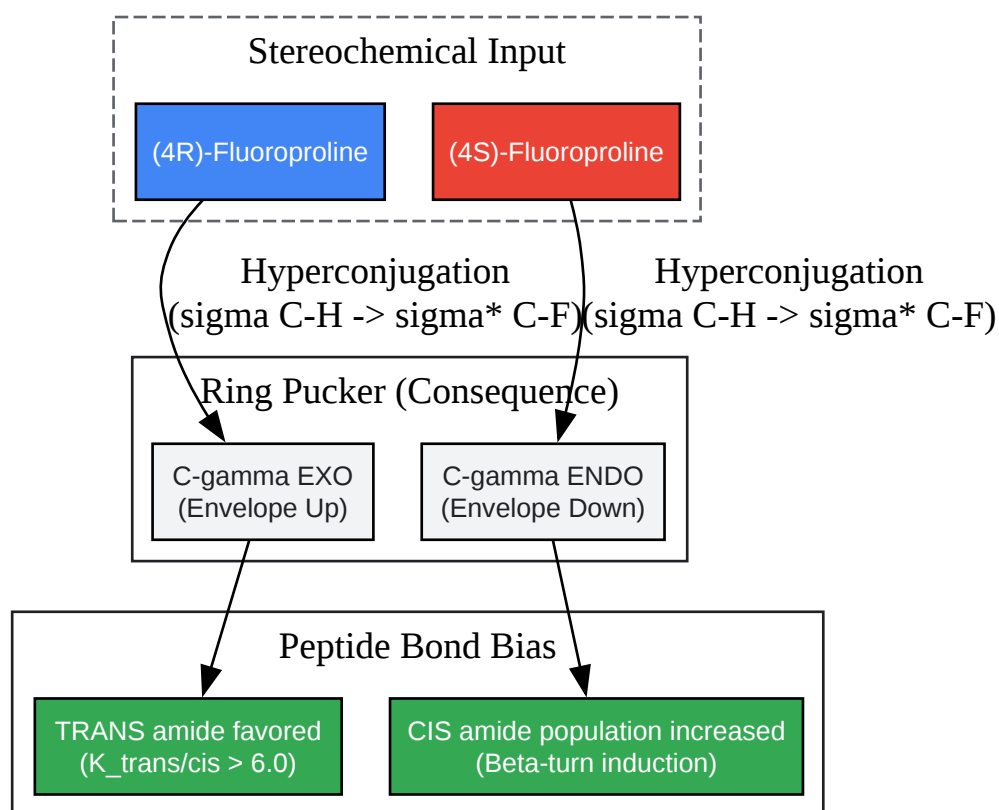 Stereochemical Input
(4R)-Fluoroproline
(4S)-Fluoroproline
Hyperconjugation
(sigma C-H -> sigma* C-F)
Hyperconjugation
(sigma C-H -> sigma* C-F)
Ring Pucker (Consequence)
C-gamma EXO
(Envelope Up)
C-gamma ENDO
(Envelope Down)
Peptide Bond Bias
TRANS amide favored
(K_trans/cis > 6.0)
CIS amide population increased
(Beta-turn induction)